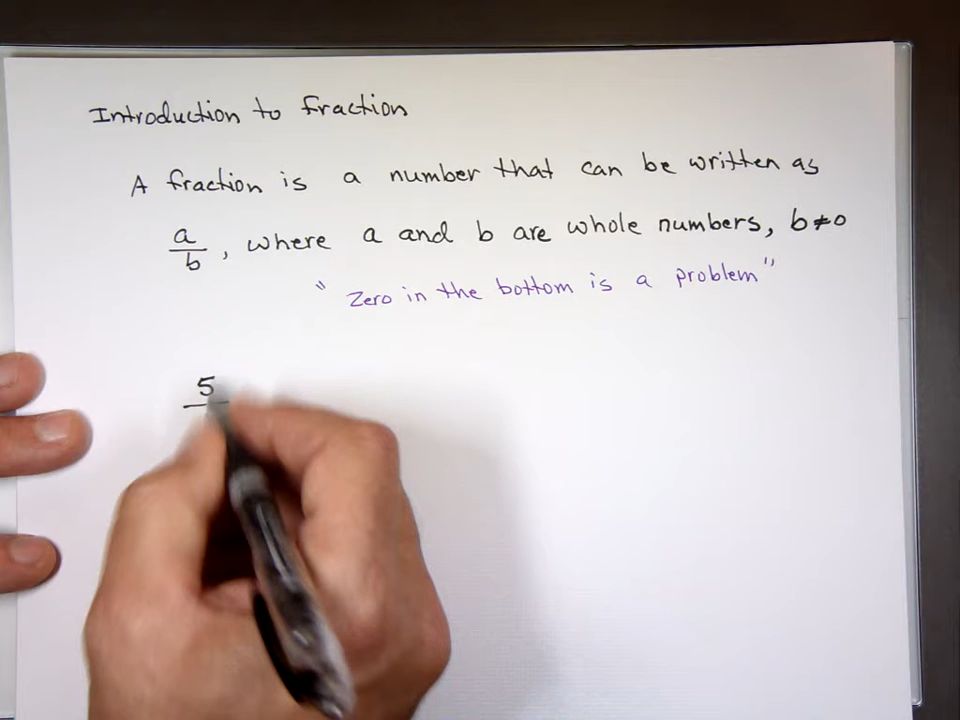 Introduction to fraction
A fraction is a number that can be written as
a/b, where a and b are whole numbers, b≠0
"Zero in the bottom is a problem"
5